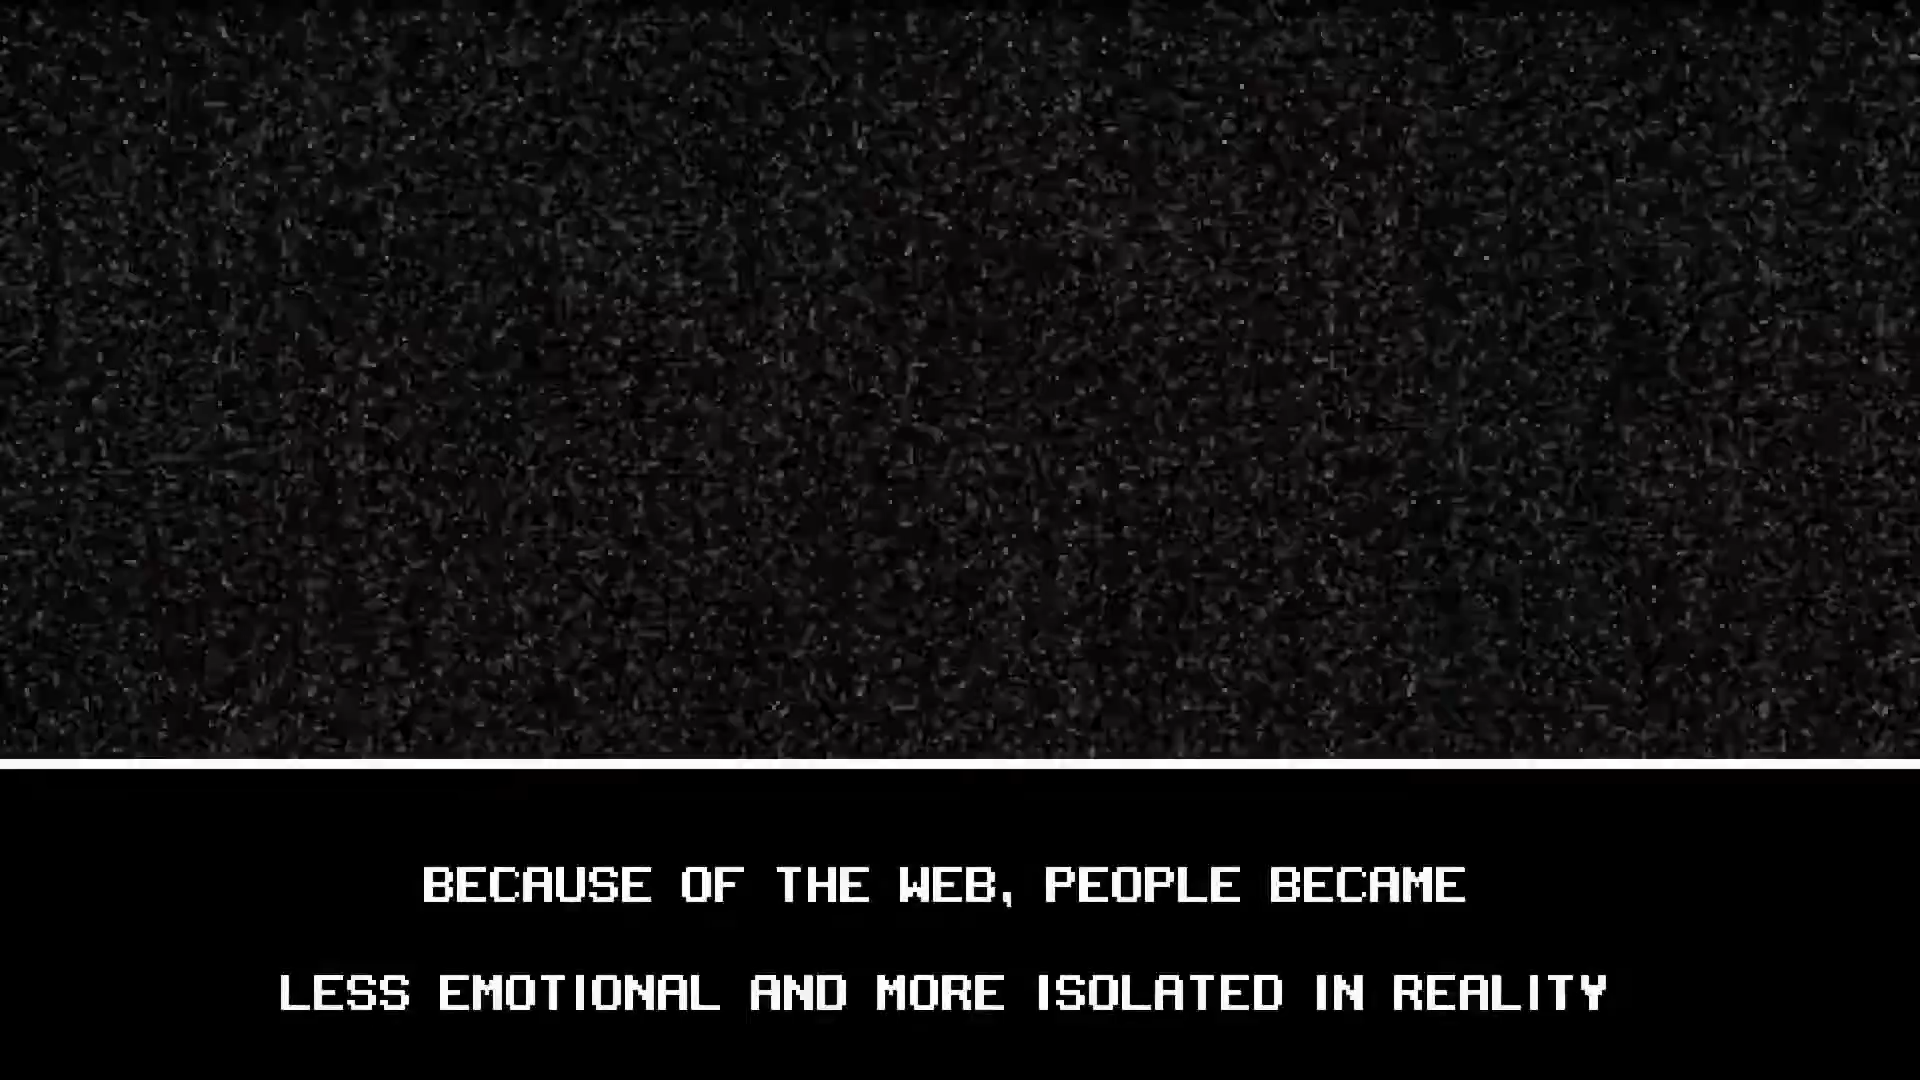 BECAUSE OF THE WEB, PEOPLE BECAME
LESS EMOTIONAL AND MORE ISOLATED IN REALITY